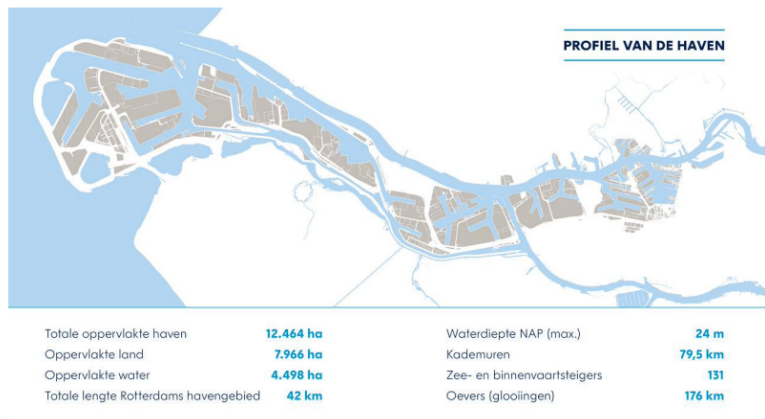 PROFIEL VAN DE HAVEN
Totale oppervlakte haven 12.464 ha
Oppervlakte land 7.966 ha
Oppervlakte water 4.498 ha
Totale lengte Rotterdams havengebied 42 km
Waterdiepte NAP (max.) 24 m
Kademuren 79,5 km
Zee- en binnenvaartsteigers 131
Oevers (glooiingen) 176 km